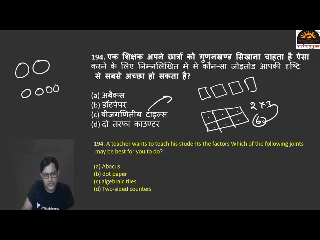 194. एक शिक्षक अपने छात्रों को गुणनखण्ड सिखाना चाहता है ऐसा
करने के लिए निम्नलिखित में से कौन-सा जोड़तोड़ आपकी दृष्टि
से सबसे अच्छा हो सकता है?
(a) अबेकस
(b) डॉटपेपर
(c) बीजगणितीय टाइल्स
(d) दो तरफा काउण्टर
2 x 3
6
194. A teacher wants to teach his students the factors Which of the following joints
may be best for you to do?
(a) Abacus
(b) dot paper
(c) algebraic tiles
(d) Two-sided counters